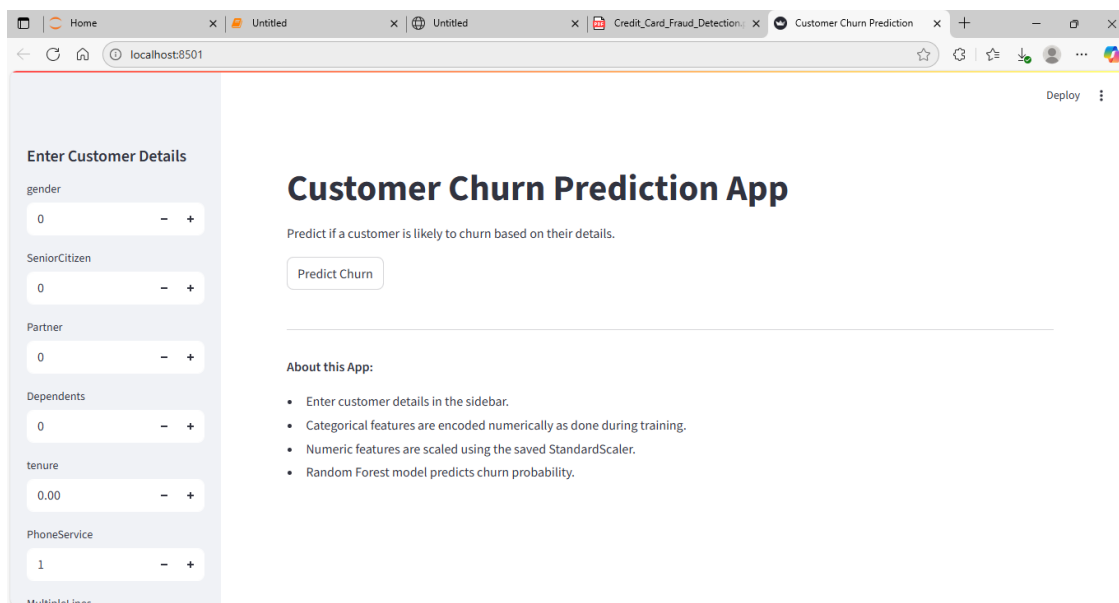 Home
Untitled
Untitled
Credit_Card_Fraud_Detection.
Customer Churn Prediction
localhost:8501
Deploy
Enter Customer Details
gender
0
SeniorCitizen
0
Partner
0
Dependents
0
tenure
0.00
PhoneService
1
MultipleLines
Customer Churn Prediction App
Predict if a customer is likely to churn based on their details.
Predict Churn
About this App:
• Enter customer details in the sidebar.
• Categorical features are encoded numerically as done during training.
• Numeric features are scaled using the saved StandardScaler.
• Random Forest model predicts churn probability.